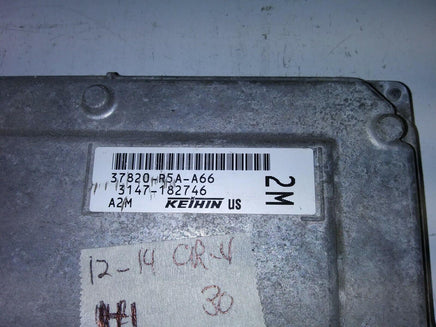 37820-R5A-A66
3147-182746
A2M KEIHIN US
2M
12-14 CR-V
30